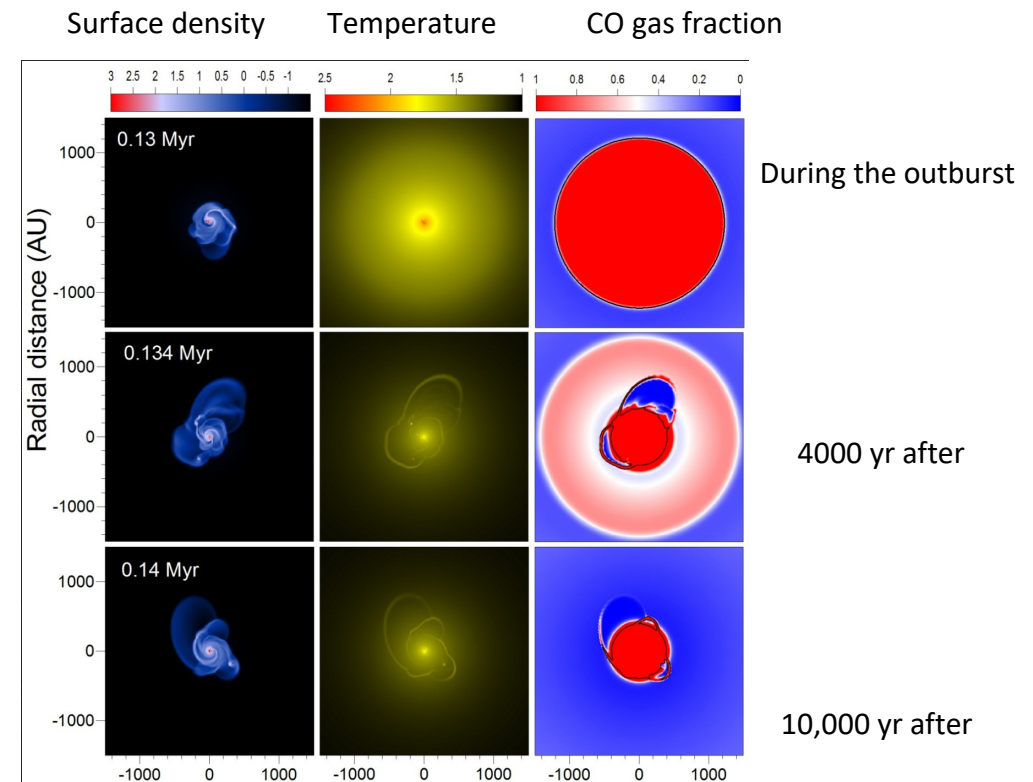 Surface density Temperature CO gas fraction
3 2.5 2 1.5 1 0.5 0 -0.5 -1 2.5 2 1.5 1 1 0.8 0.6 0.4 0.2 0
0.13 Myr
1000
0
-1000
During the outburst
Radial distance (AU)
0.134 Myr
1000
0
-1000
4000 yr after
0.14 Myr
1000
0
-1000
10,000 yr after
-1000 0 1000 -1000 0 1000 -1000 0 1000